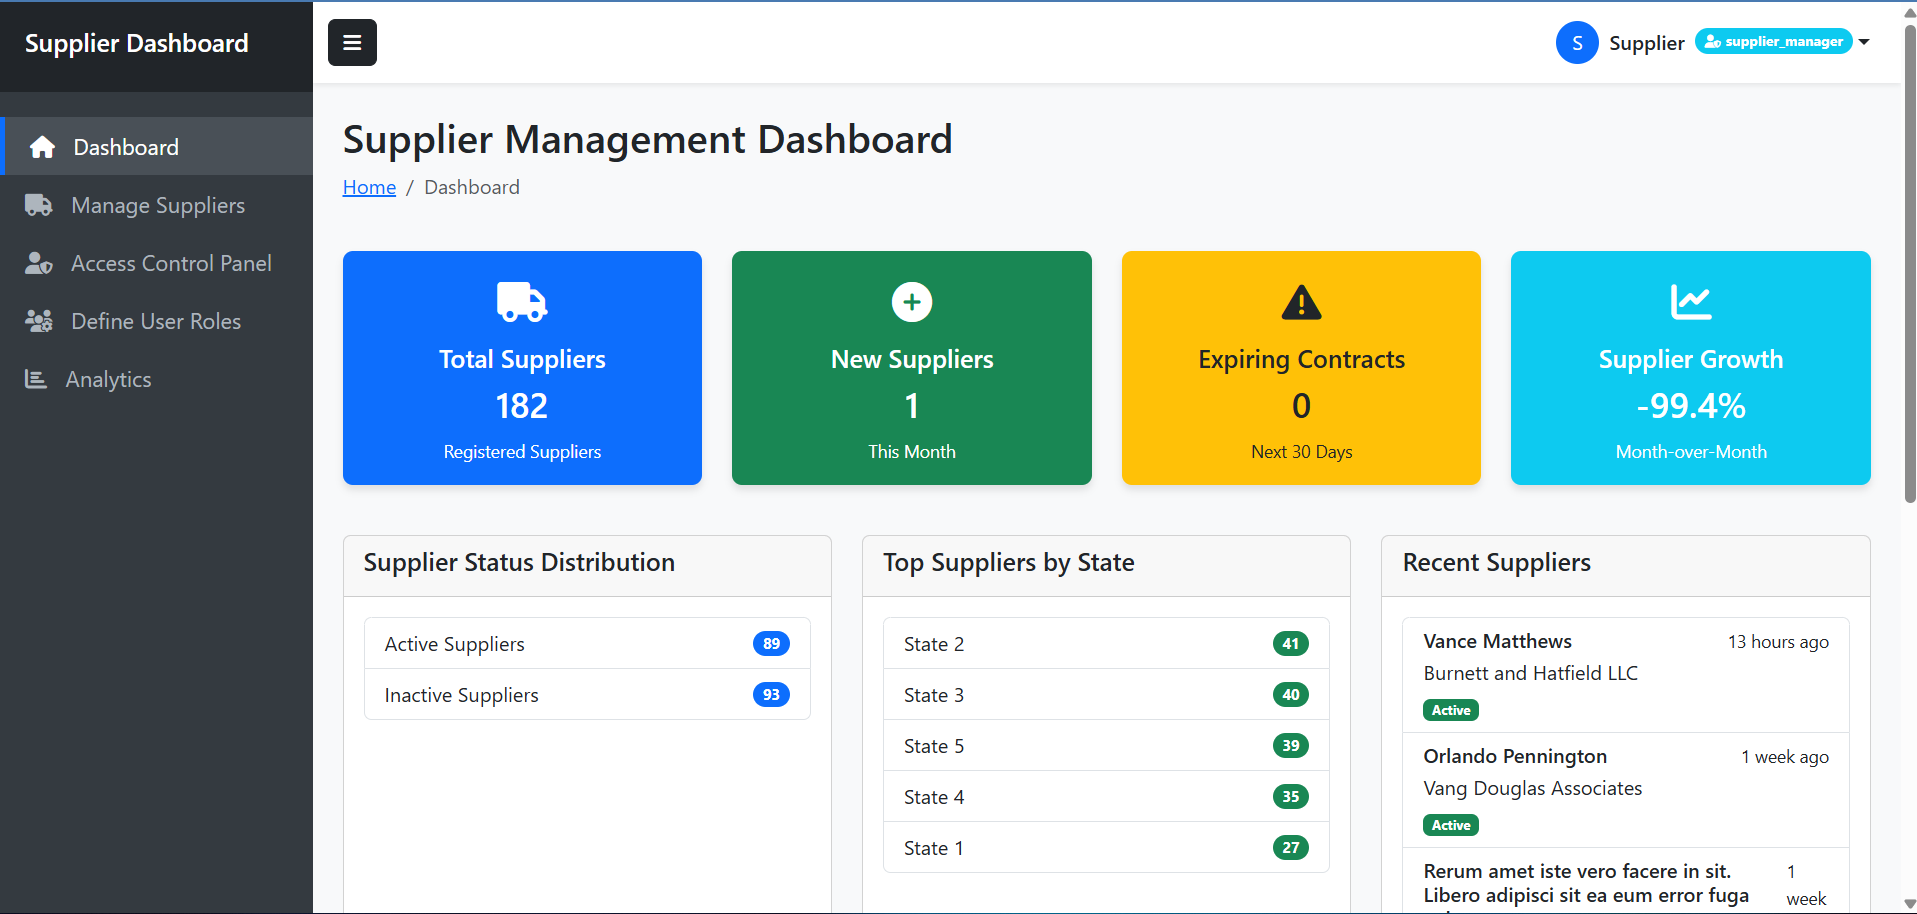 Supplier Dashboard
S Supplier supplier_manager
Dashboard
Manage Suppliers
Access Control Panel
Define User Roles
Analytics
Supplier Management Dashboard
Home / Dashboard
Total Suppliers
182
Registered Suppliers
New Suppliers
1
This Month
Expiring Contracts
0
Next 30 Days
Supplier Growth
-99.4%
Month-over-Month
Supplier Status Distribution
Active Suppliers 89
Inactive Suppliers 93
Top Suppliers by State
State 2 41
State 3 40
State 5 39
State 4 35
State 1 27
Recent Suppliers
Vance Matthews 13 hours ago
Burnett and Hatfield LLC
Active
Orlando Pennington 1 week ago
Vang Douglas Associates
Active
Rerum amet iste vero facere in sit. 1
Libero adipisci sit ea eum error fuga week